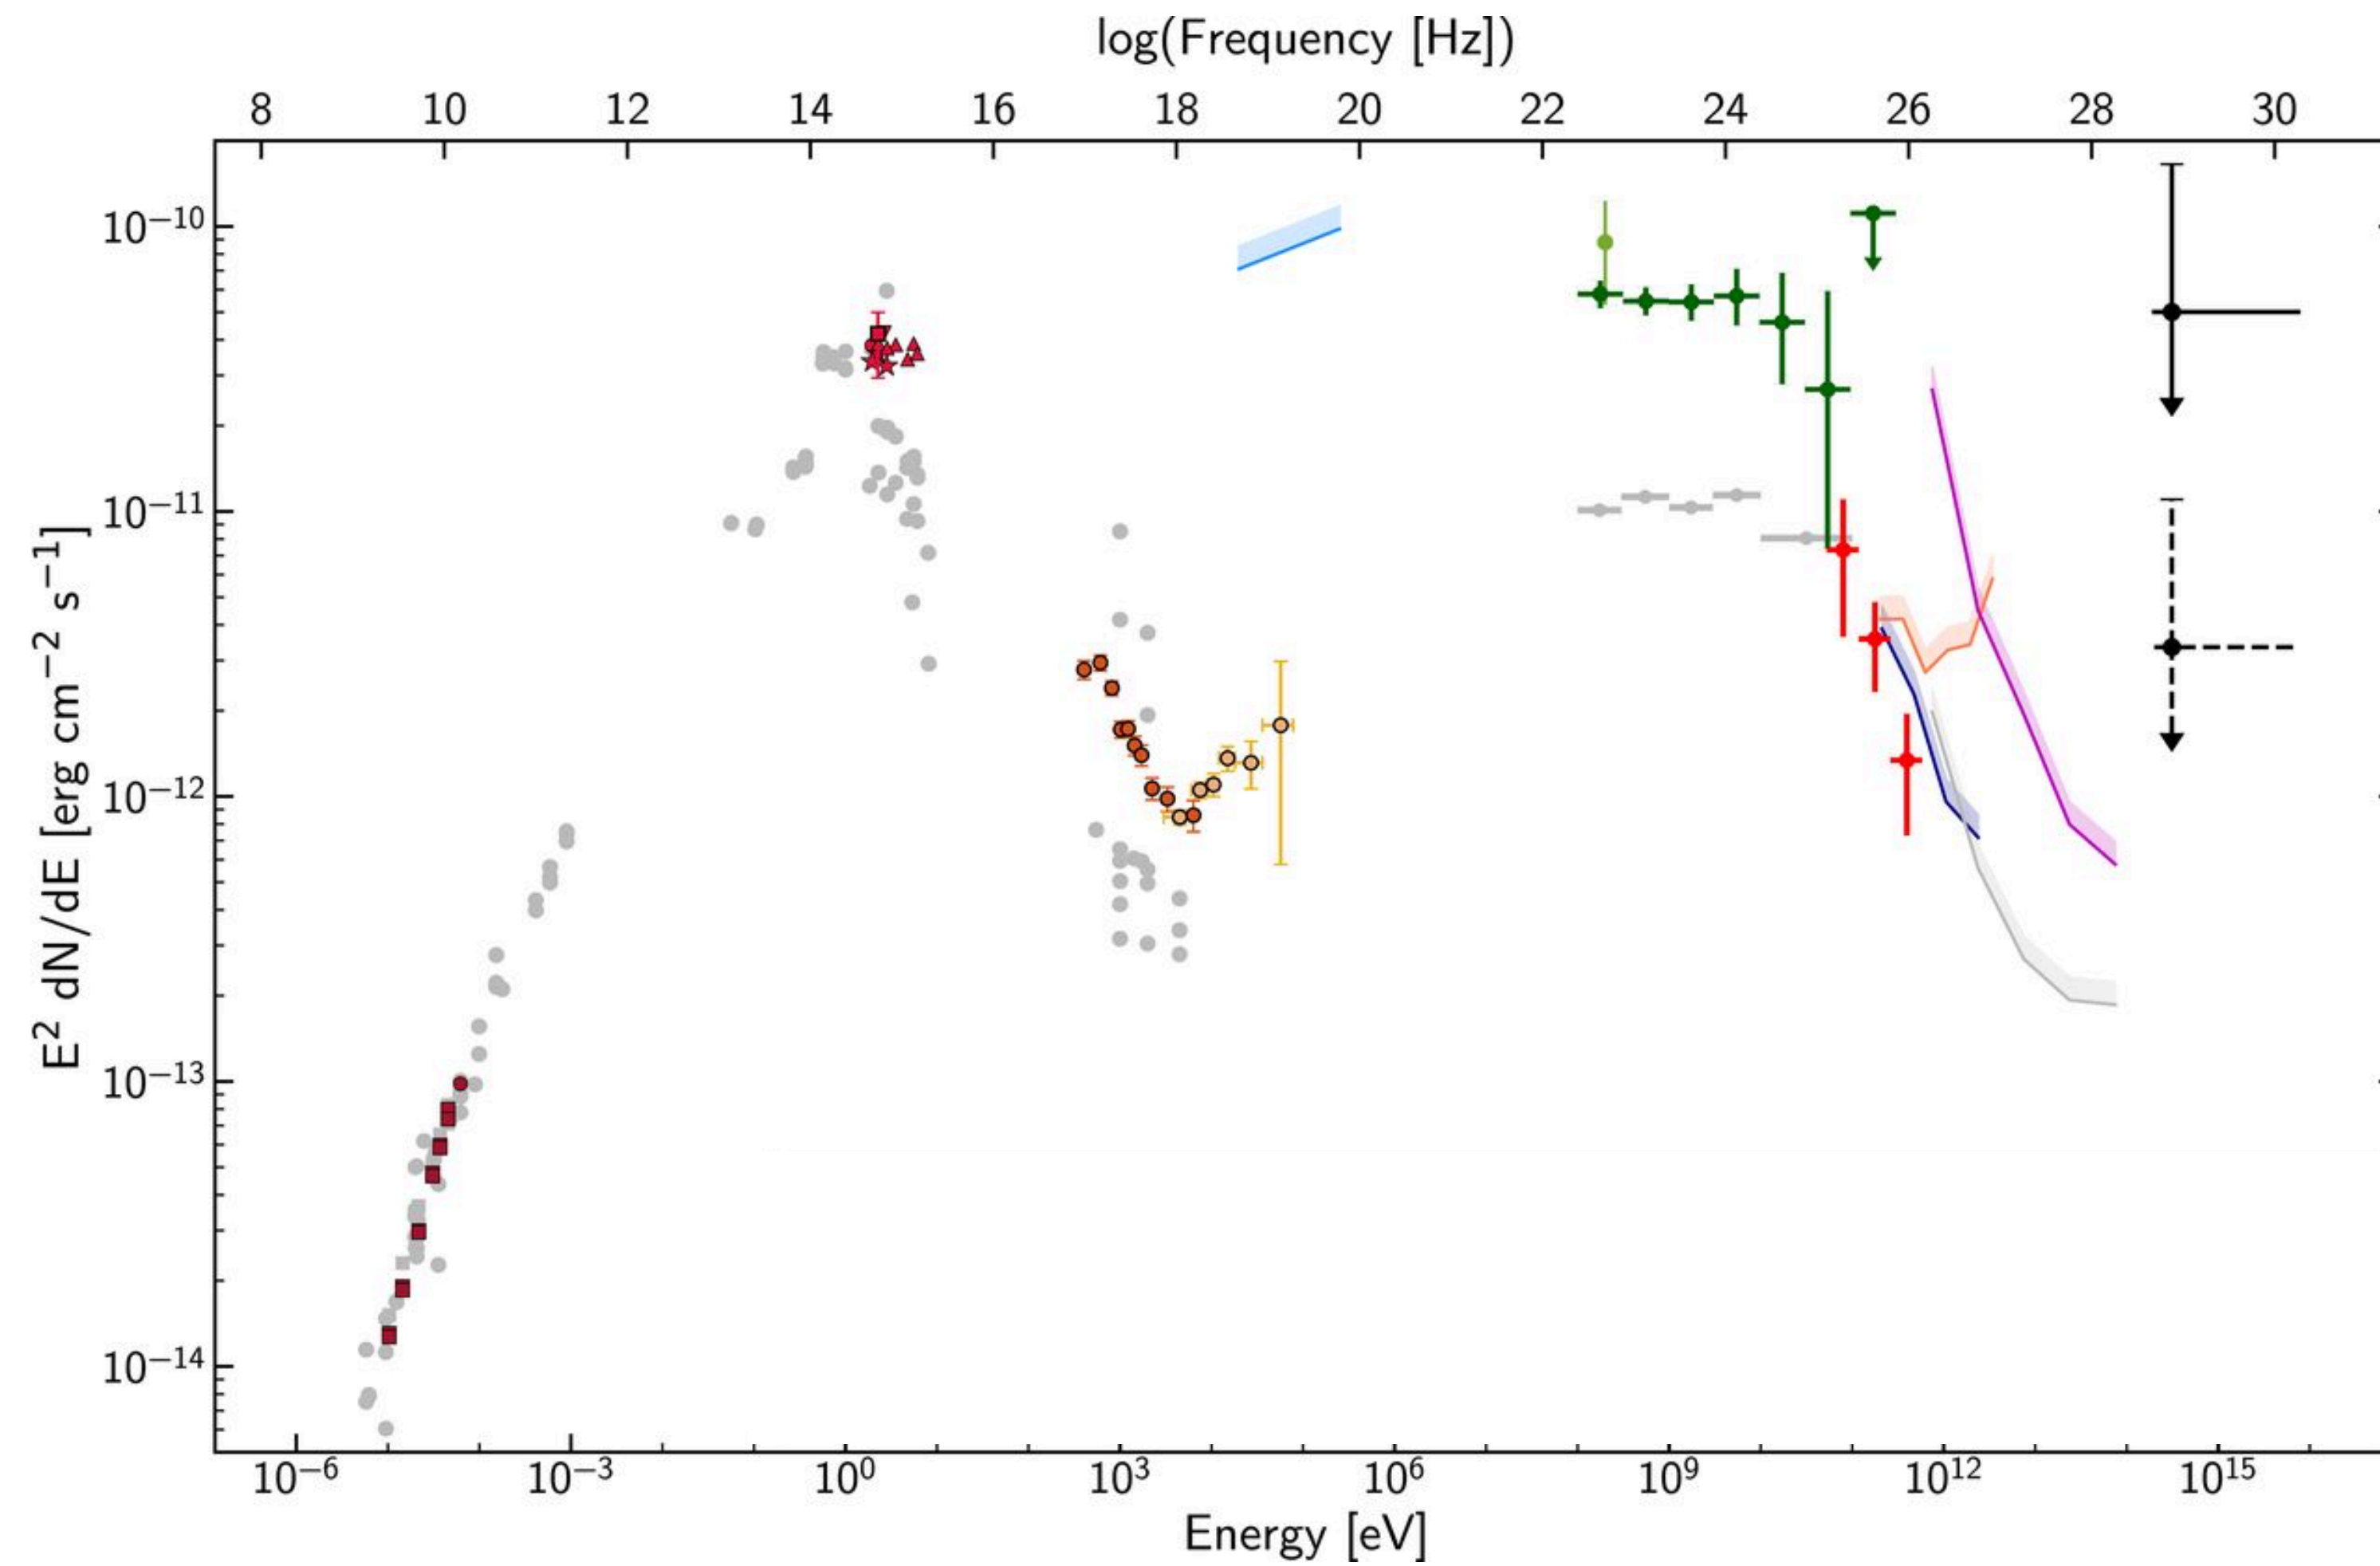 log(Frequency [Hz])
8 10 12 14 16 18 20 22 24 26 28 30
10⁻¹⁰
10⁻¹¹
10⁻¹²
10⁻¹³
10⁻¹⁴
E² dN/dE [erg cm⁻² s⁻¹]
10⁻⁶ 10⁻³ 10⁰ 10³ 10⁶ 10⁹ 10¹² 10¹⁵
Energy [eV]